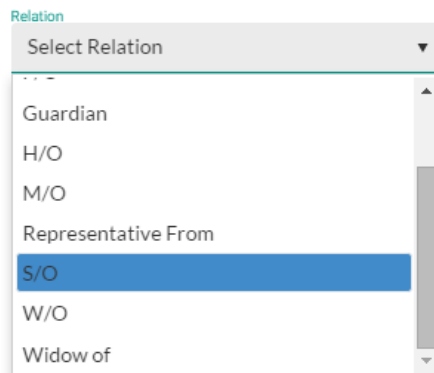 Relation
Select Relation
Guardian
H/O
M/O
Representative From
S/O
W/O
Widow of